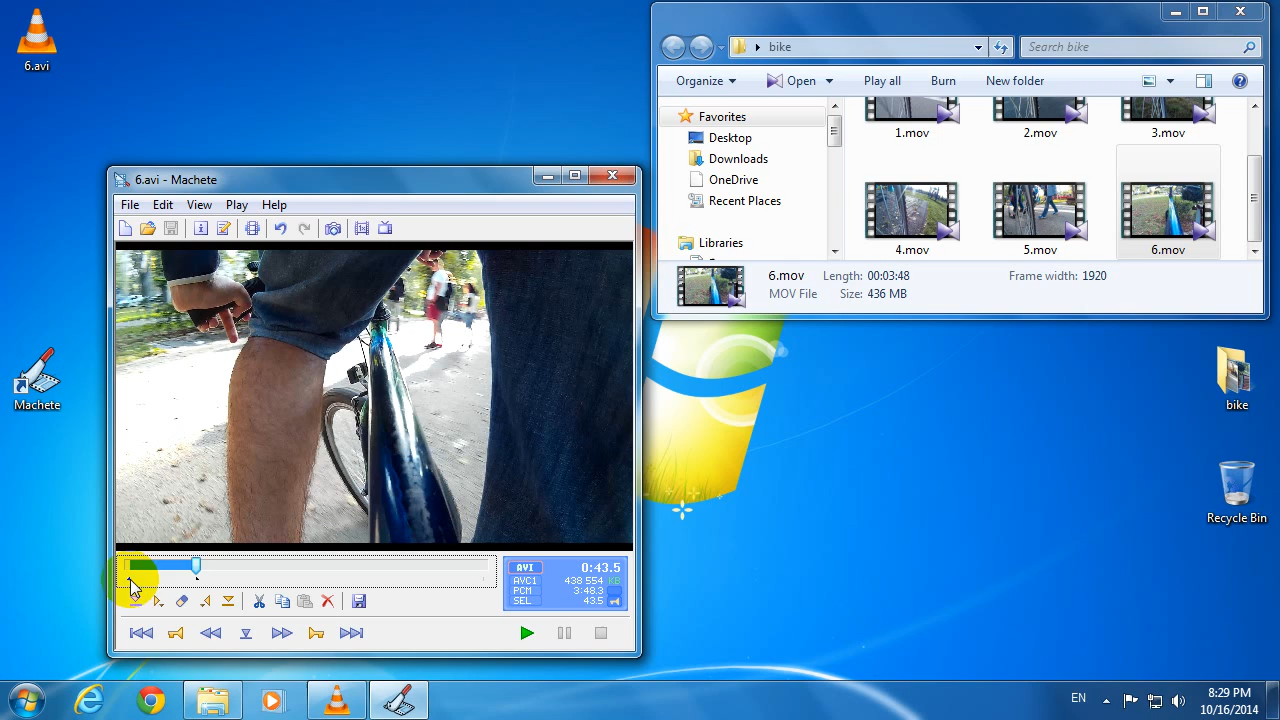 6.avi
bike
Search bike
Organize
Open
Play all
Burn
New folder
Favorites
Desktop
Downloads
OneDrive
Recent Places
Libraries
1.mov
2.mov
3.mov
4.mov
5.mov
6.mov
6.mov
Length: 00:03:48
Frame width: 1920
MOV File
Size: 436 MB
6.avi - Machete
File Edit View Play Help
AVI 0:43.5
AVC1 438 554 KB
PCM 3:48.3
SEL 43.5
Machete
bike
Recycle Bin
EN
8:29 PM
10/16/2014